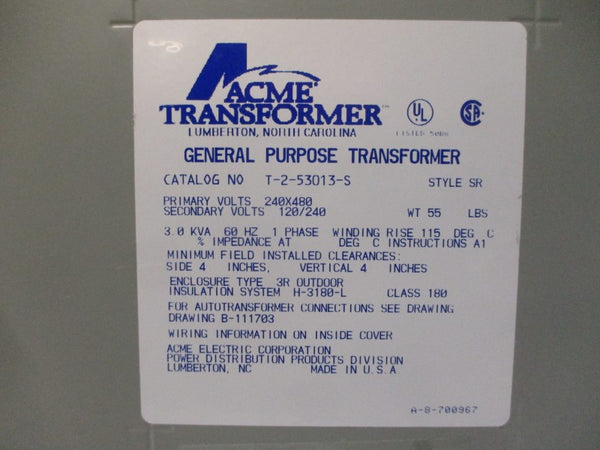 ACME
TRANSFORMER™
LUMBERTON, NORTH CAROLINA
UL
LISTED 50BH
SA
GENERAL PURPOSE TRANSFORMER
CATALOG NO T-2-53013-S STYLE SR
PRIMARY VOLTS 240X480
SECONDARY VOLTS 120/240 WT 55 LBS
3.0 KVA 60 HZ 1 PHASE WINDING RISE 115 DEG C
% IMPEDANCE AT DEG C INSTRUCTIONS A1
MINIMUM FIELD INSTALLED CLEARANCES:
SIDE 4 INCHES, VERTICAL 4 INCHES
ENCLOSURE TYPE 3R OUTDOOR
INSULATION SYSTEM H-3180-L CLASS 180
FOR AUTOTRANSFORMER CONNECTIONS SEE DRAWING
DRAWING B-111703
WIRING INFORMATION ON INSIDE COVER
ACME ELECTRIC CORPORATION
POWER DISTRIBUTION PRODUCTS DIVISION
LUMBERTON, NC MADE IN U.S.A
A-8-700967